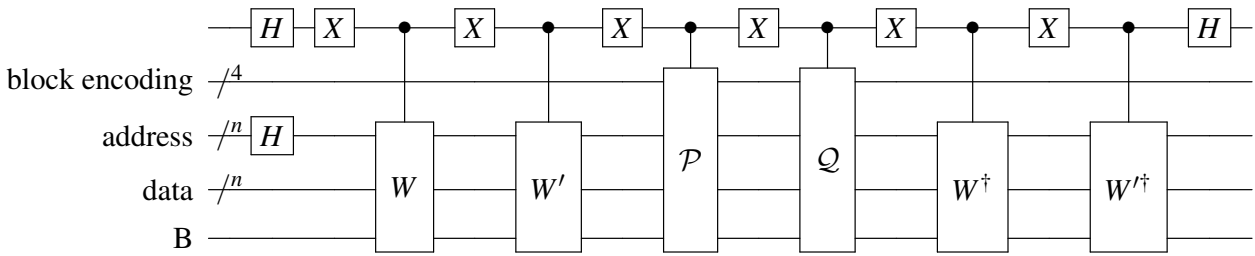 H X X X X X X H
block encoding 4
address n H
data n
B
W W′ 𝒫 𝒬 W† W′†